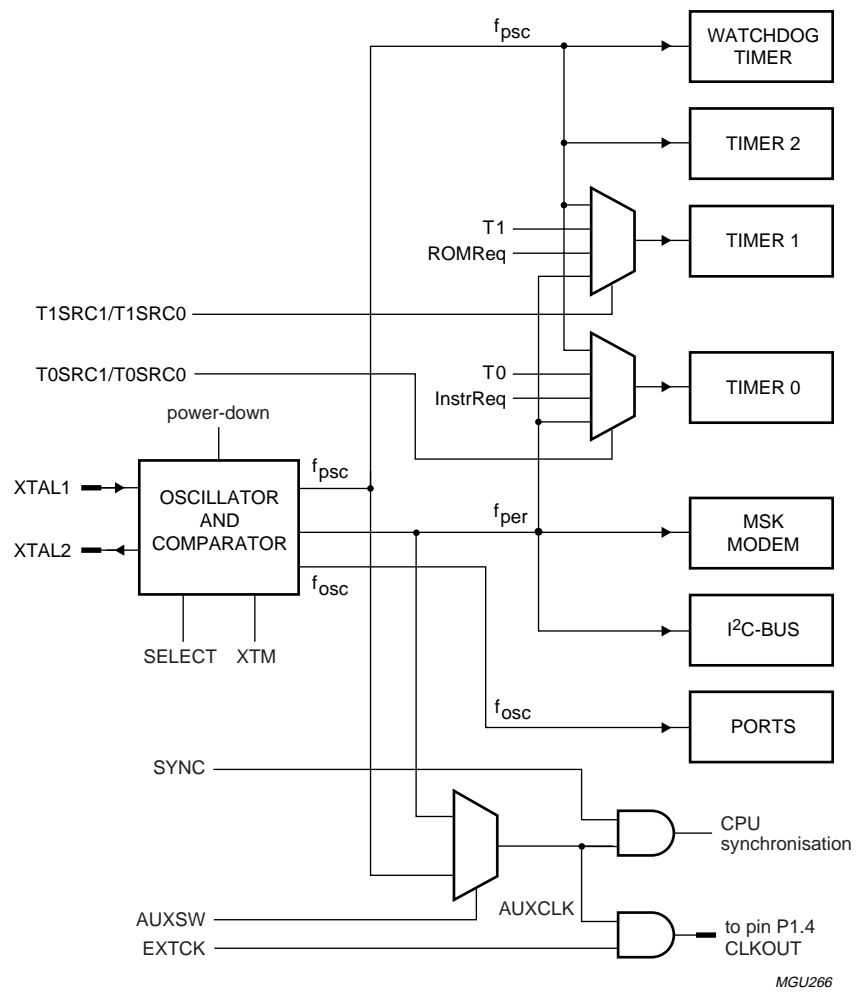 fpsc
WATCHDOG
TIMER
TIMER 2
T1
ROMReq
TIMER 1
T1SRC1/T1SRC0
T0SRC1/T0SRC0
T0
InstrReq
TIMER 0
power-down
XTAL1
XTAL2
OSCILLATOR
AND
COMPARATOR
fpsc
fosc
fper
MSK
MODEM
SELECT
XTM
I2C-BUS
fosc
PORTS
SYNC
CPU
synchronisation
AUXSW
AUXCLK
EXTCK
to pin P1.4
CLKOUT
MGU266